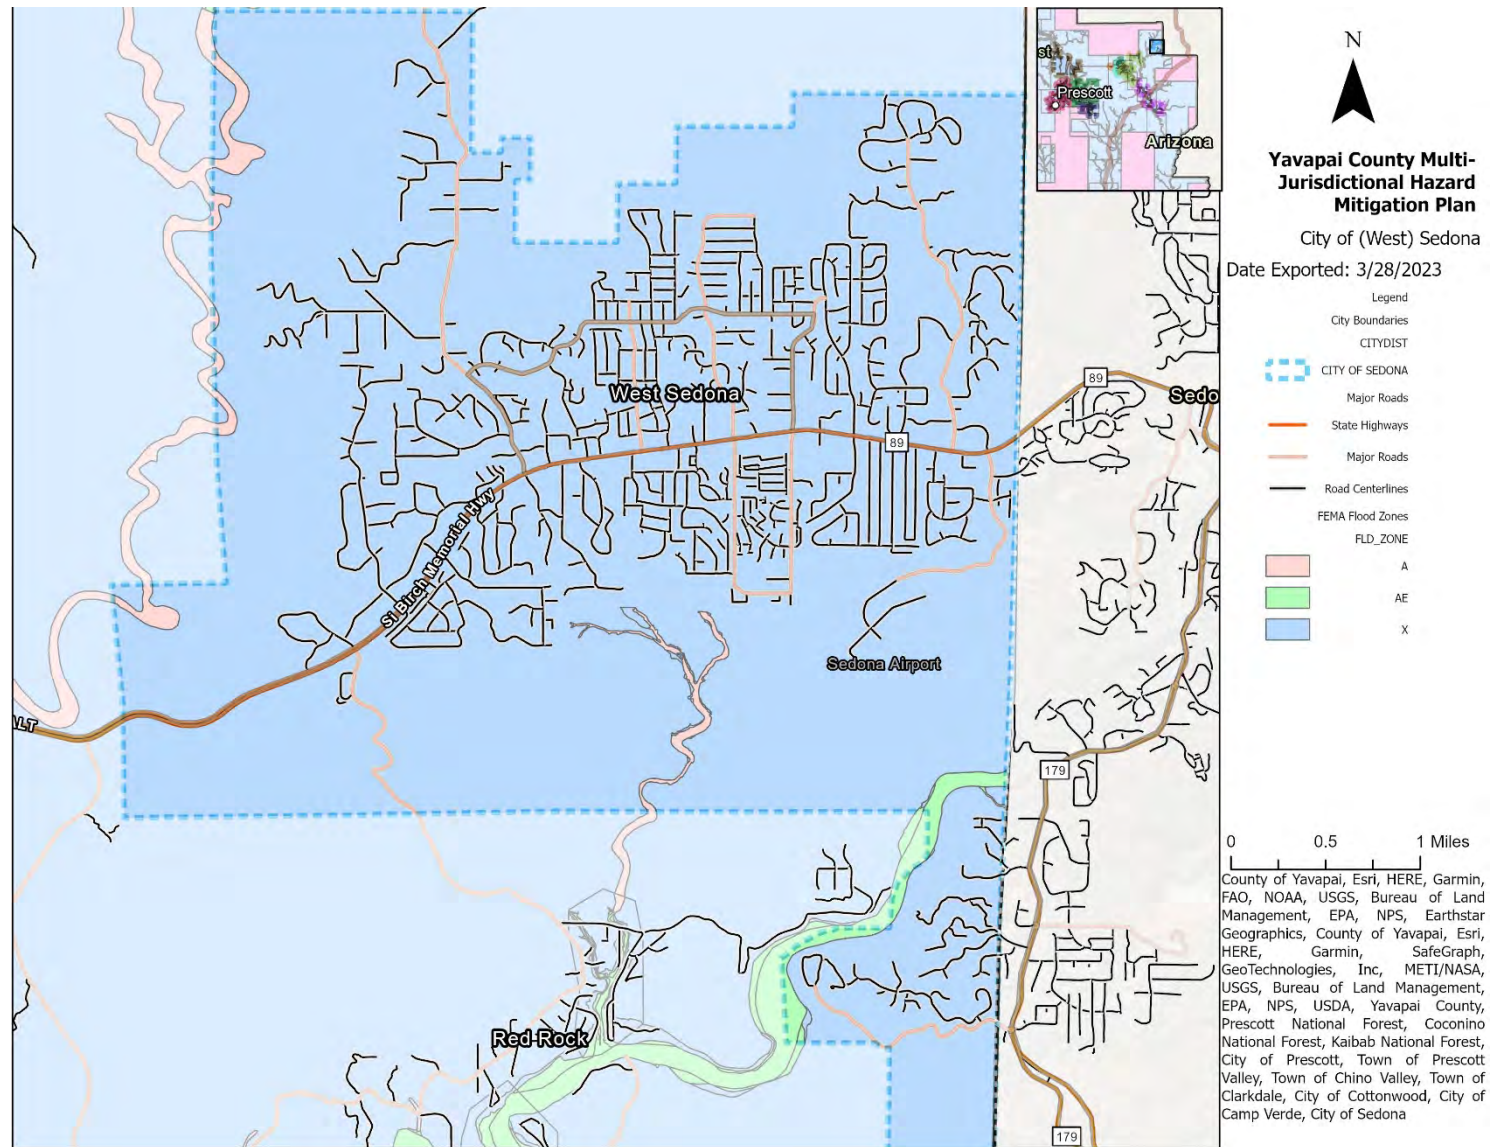 st
Prescott
Arizona
N
Yavapai County Multi-
Jurisdictional Hazard
Mitigation Plan
City of (West) Sedona
Date Exported: 3/28/2023
Legend
City Boundaries
CITYDIST
CITY OF SEDONA
Major Roads
State Highways
Major Roads
Road Centerlines
FEMA Flood Zones
FLD_ZONE
A
AE
X
West Sedona
89
Sedo
89
Si Birch Memorial Hwy
Sedona Airport
ALT
179
Red Rock
179
0 0.5 1 Miles
County of Yavapai, Esri, HERE, Garmin,
FAO, NOAA, USGS, Bureau of Land
Management, EPA, NPS, Earthstar
Geographics, County of Yavapai, Esri,
HERE, Garmin, SafeGraph,
GeoTechnologies, Inc, METI/NASA,
USGS, Bureau of Land Management,
EPA, NPS, USDA, Yavapai County,
Prescott National Forest, Coconino
National Forest, Kaibab National Forest,
City of Prescott, Town of Prescott
Valley, Town of Chino Valley, Town of
Clarkdale, City of Cottonwood, City of
Camp Verde, City of Sedona